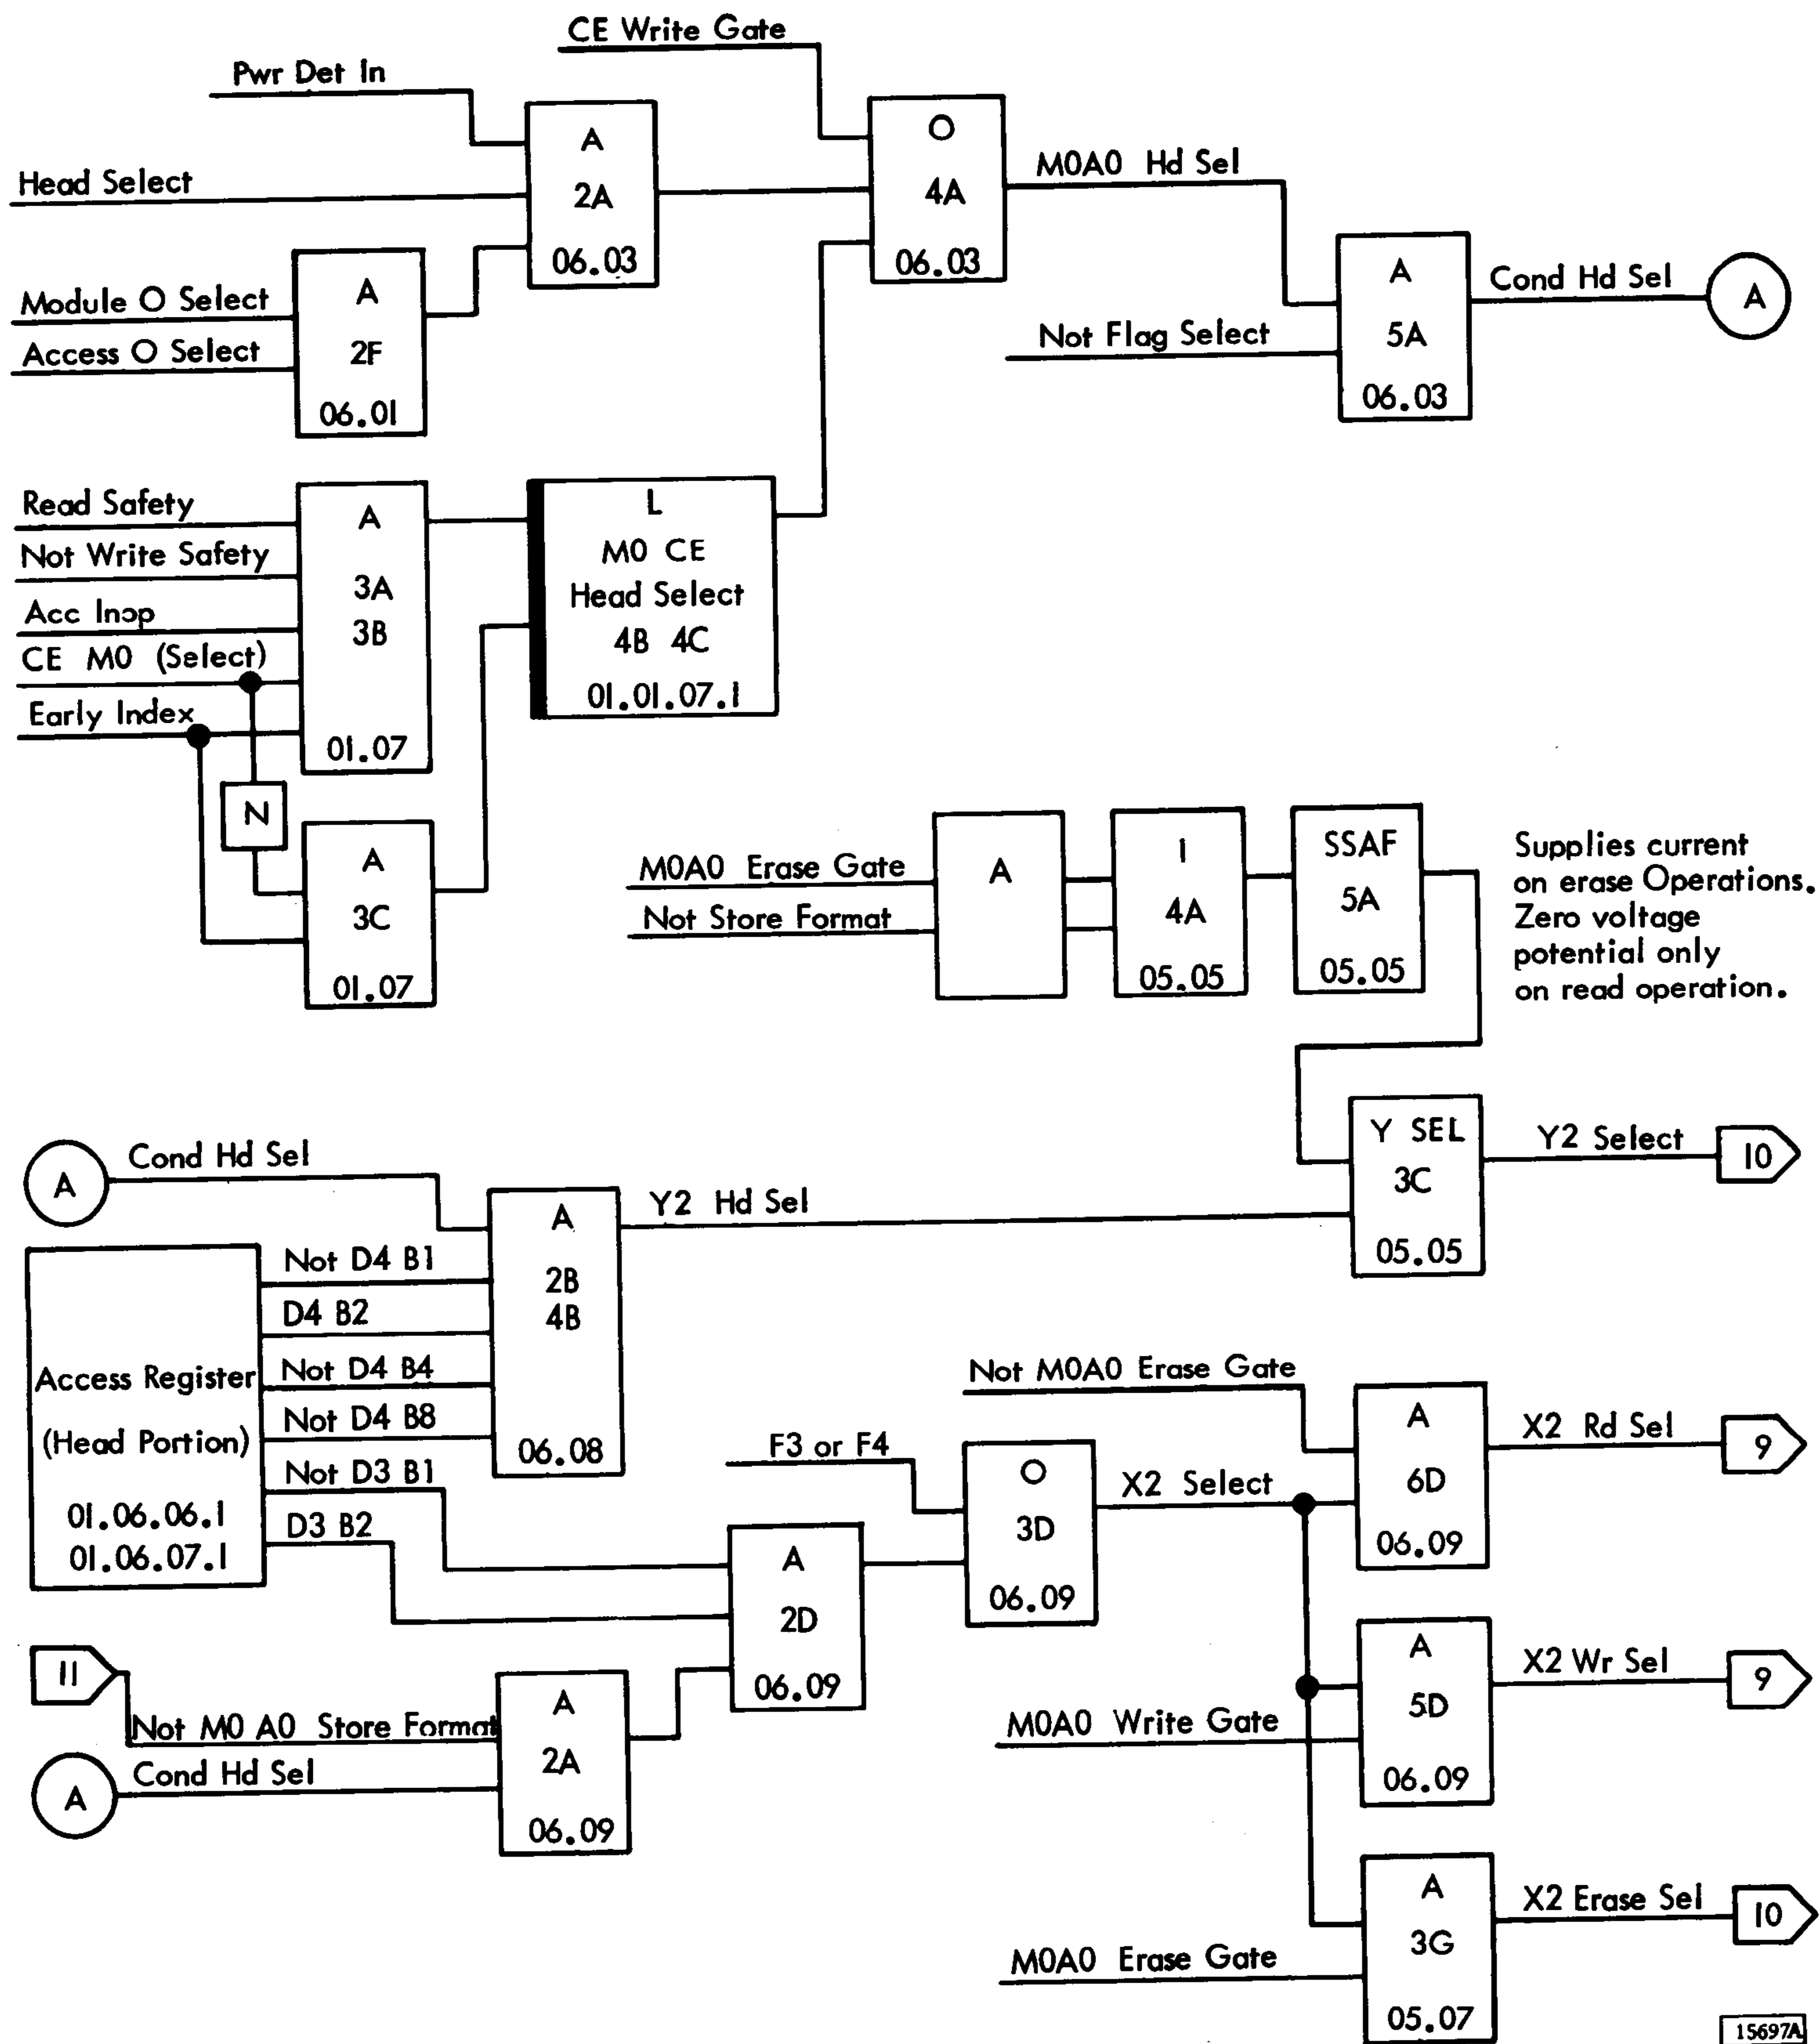 CE Write Gate
Pwr Det In
Head Select
A
2A
06.03
O
4A
06.03
M0A0 Hd Sel
Module O Select
Access O Select
A
2F
06.01
Not Flag Select
A
5A
06.03
Cond Hd Sel
A
Read Safety
Not Write Safety
Acc Inop
CE M0 (Select)
Early Index
A
3A
3B
01.07
L
M0 CE
Head Select
4B 4C
01.01.07.1
N
A
3C
01.07
M0A0 Erase Gate
Not Store Format
A
I
4A
05.05
SSAF
5A
05.05
Supplies current
on erase Operations.
Zero voltage
potential only
on read operation.
Y SEL
3C
05.05
Y2 Select
10
A
Cond Hd Sel
A
2B
4B
06.08
Y2 Hd Sel
Access Register
(Head Portion)
01.06.06.1
01.06.07.1
Not D4 B1
D4 B2
Not D4 B4
Not D4 B8
Not D3 B1
D3 B2
F3 or F4
O
3D
06.09
X2 Select
Not M0A0 Erase Gate
A
6D
06.09
X2 Rd Sel
9
A
2D
06.09
11
Not M0 A0 Store Format
A
Cond Hd Sel
A
2A
06.09
M0A0 Write Gate
A
5D
06.09
X2 Wr Sel
9
M0A0 Erase Gate
A
3G
05.07
X2 Erase Sel
10
15697A